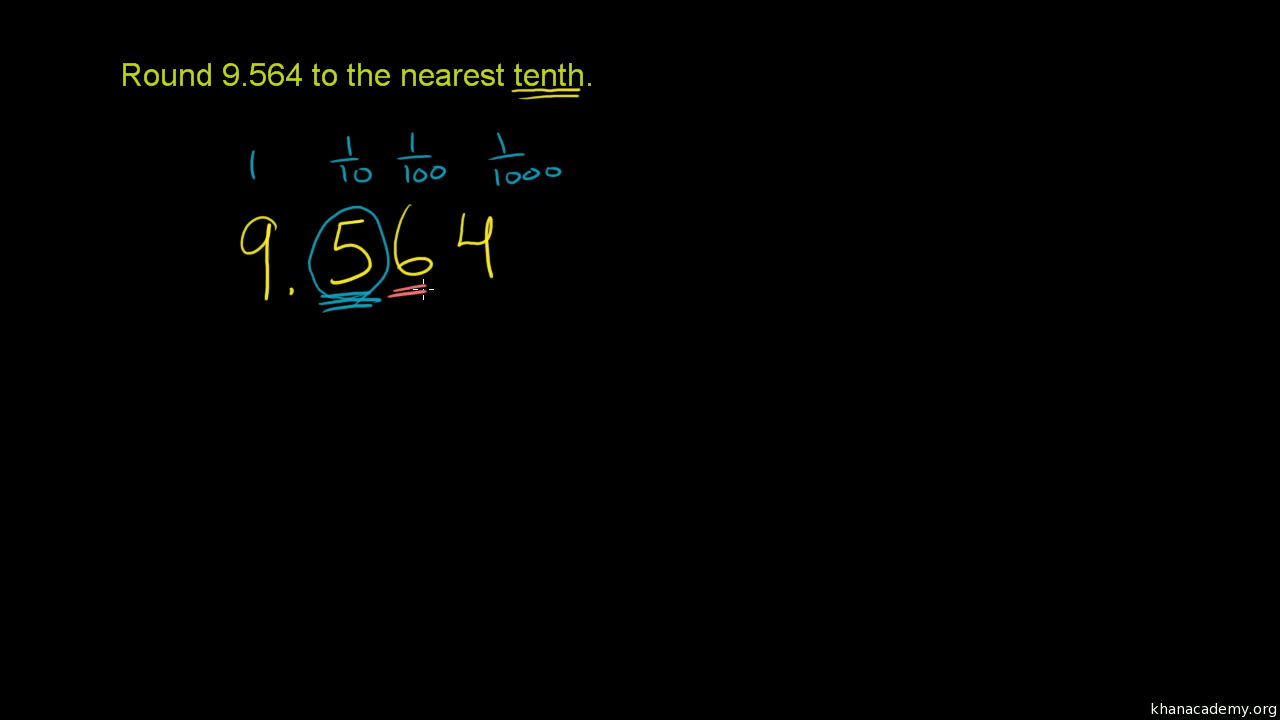 Round 9.564 to the nearest tenth.
1 1/10 1/100 1/1000
9.564
khanacademy.org